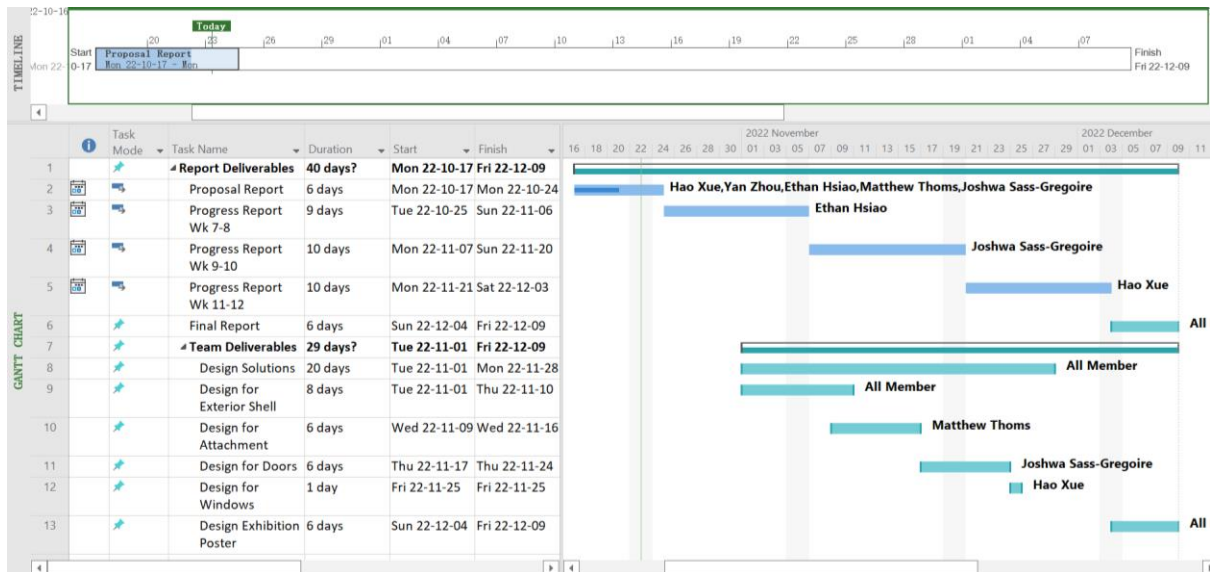 22-10-16
Today
20 23 26 29 01 04 07 10 13 16 19 22 25 28 01 04 07
Start Proposal Report Finish
Mon 22-10-17 Mon 22-10-17 - Mon Fri 22-12-09
TIMELINE
Task Mode Task Name Duration Start Finish
2022 November 2022 December
16 18 20 22 24 26 28 30 01 03 05 07 09 11 13 15 17 19 21 23 25 27 29 01 03 05 07 09 11
1 Report Deliverables 40 days? Mon 22-10-17 Fri 22-12-09
2 Proposal Report 6 days Mon 22-10-17 Mon 22-10-24 Hao Xue,Yan Zhou,Ethan Hsiao,Matthew Thoms,Joshwa Sass-Gregoire
3 Progress Report Wk 7-8 9 days Tue 22-10-25 Sun 22-11-06 Ethan Hsiao
4 Progress Report Wk 9-10 10 days Mon 22-11-07 Sun 22-11-20 Joshwa Sass-Gregoire
5 Progress Report Wk 11-12 10 days Mon 22-11-21 Sat 22-12-03 Hao Xue
6 Final Report 6 days Sun 22-12-04 Fri 22-12-09 All
7 Team Deliverables 29 days? Tue 22-11-01 Fri 22-12-09
8 Design Solutions 20 days Tue 22-11-01 Mon 22-11-28 All Member
9 Design for Exterior Shell 8 days Tue 22-11-01 Thu 22-11-10 All Member
10 Design for Attachment 6 days Wed 22-11-09 Wed 22-11-16 Matthew Thoms
11 Design for Doors 6 days Thu 22-11-17 Thu 22-11-24 Joshwa Sass-Gregoire
12 Design for Windows 1 day Fri 22-11-25 Fri 22-11-25 Hao Xue
13 Design Exhibition Poster 6 days Sun 22-12-04 Fri 22-12-09 All
GANTT CHART